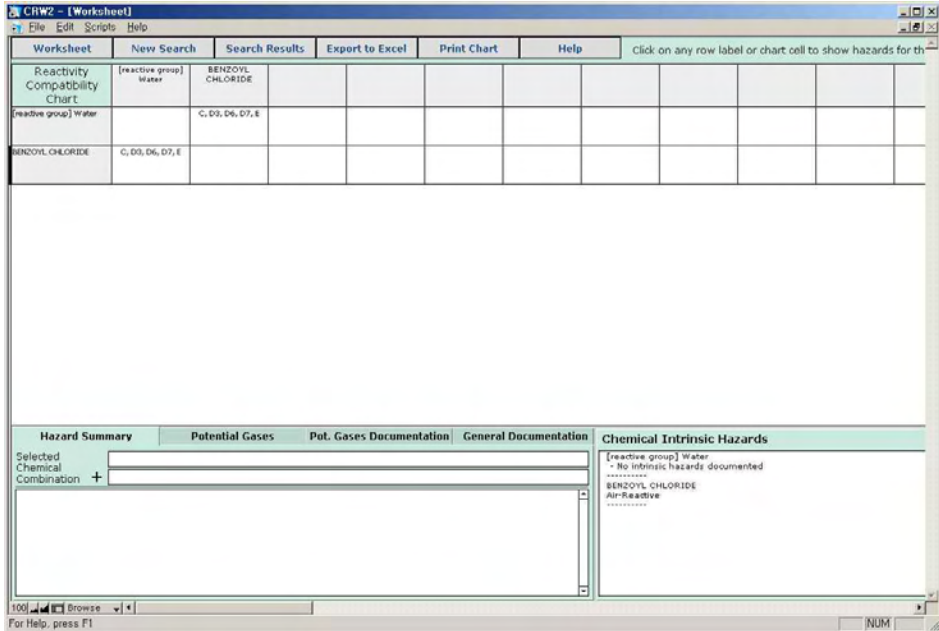 CRW2 - [Worksheet]
File Edit Scripts Help
Worksheet New Search Search Results Export to Excel Print Chart Help Click on any row label or chart cell to show hazards for th
Reactivity Compatibility Chart
[reactive group] Water
BENZOYL CHLORIDE
[reactive group] Water C, D3, D6, D7, E
BENZOYL CHLORIDE C, D3, D6, D7, E
Hazard Summary Potential Gases Pot. Gases Documentation General Documentation
Selected
Chemical
Combination +
Chemical Intrinsic Hazards
[reactive group] Water
- No intrinsic hazards documented
----------
BENZOYL CHLORIDE
Air-Reactive
----------
100 Browse
For Help, press F1 NUM